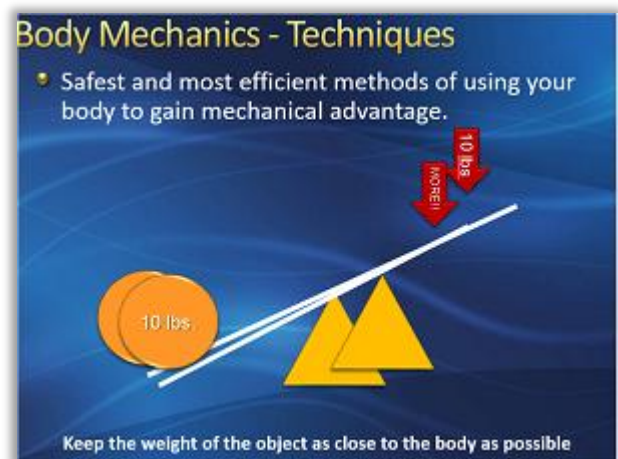 Body Mechanics - Techniques
Safest and most efficient methods of using your
body to gain mechanical advantage.
10 lbs
MORE!!
10 lbs
Keep the weight of the object as close to the body as possible